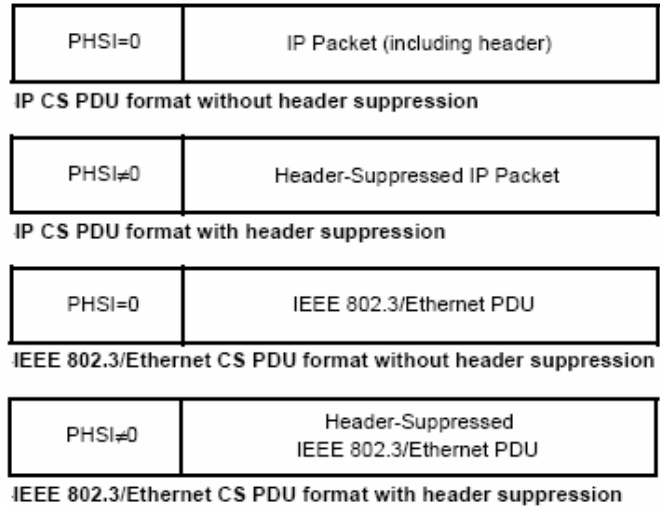 PHSI=0 IP Packet (including header)
IP CS PDU format without header suppression
PHSI≠0 Header-Suppressed IP Packet
IP CS PDU format with header suppression
PHSI=0 IEEE 802.3/Ethernet PDU
IEEE 802.3/Ethernet CS PDU format without header suppression
PHSI≠0 Header-Suppressed
IEEE 802.3/Ethernet PDU
IEEE 802.3/Ethernet CS PDU format with header suppression